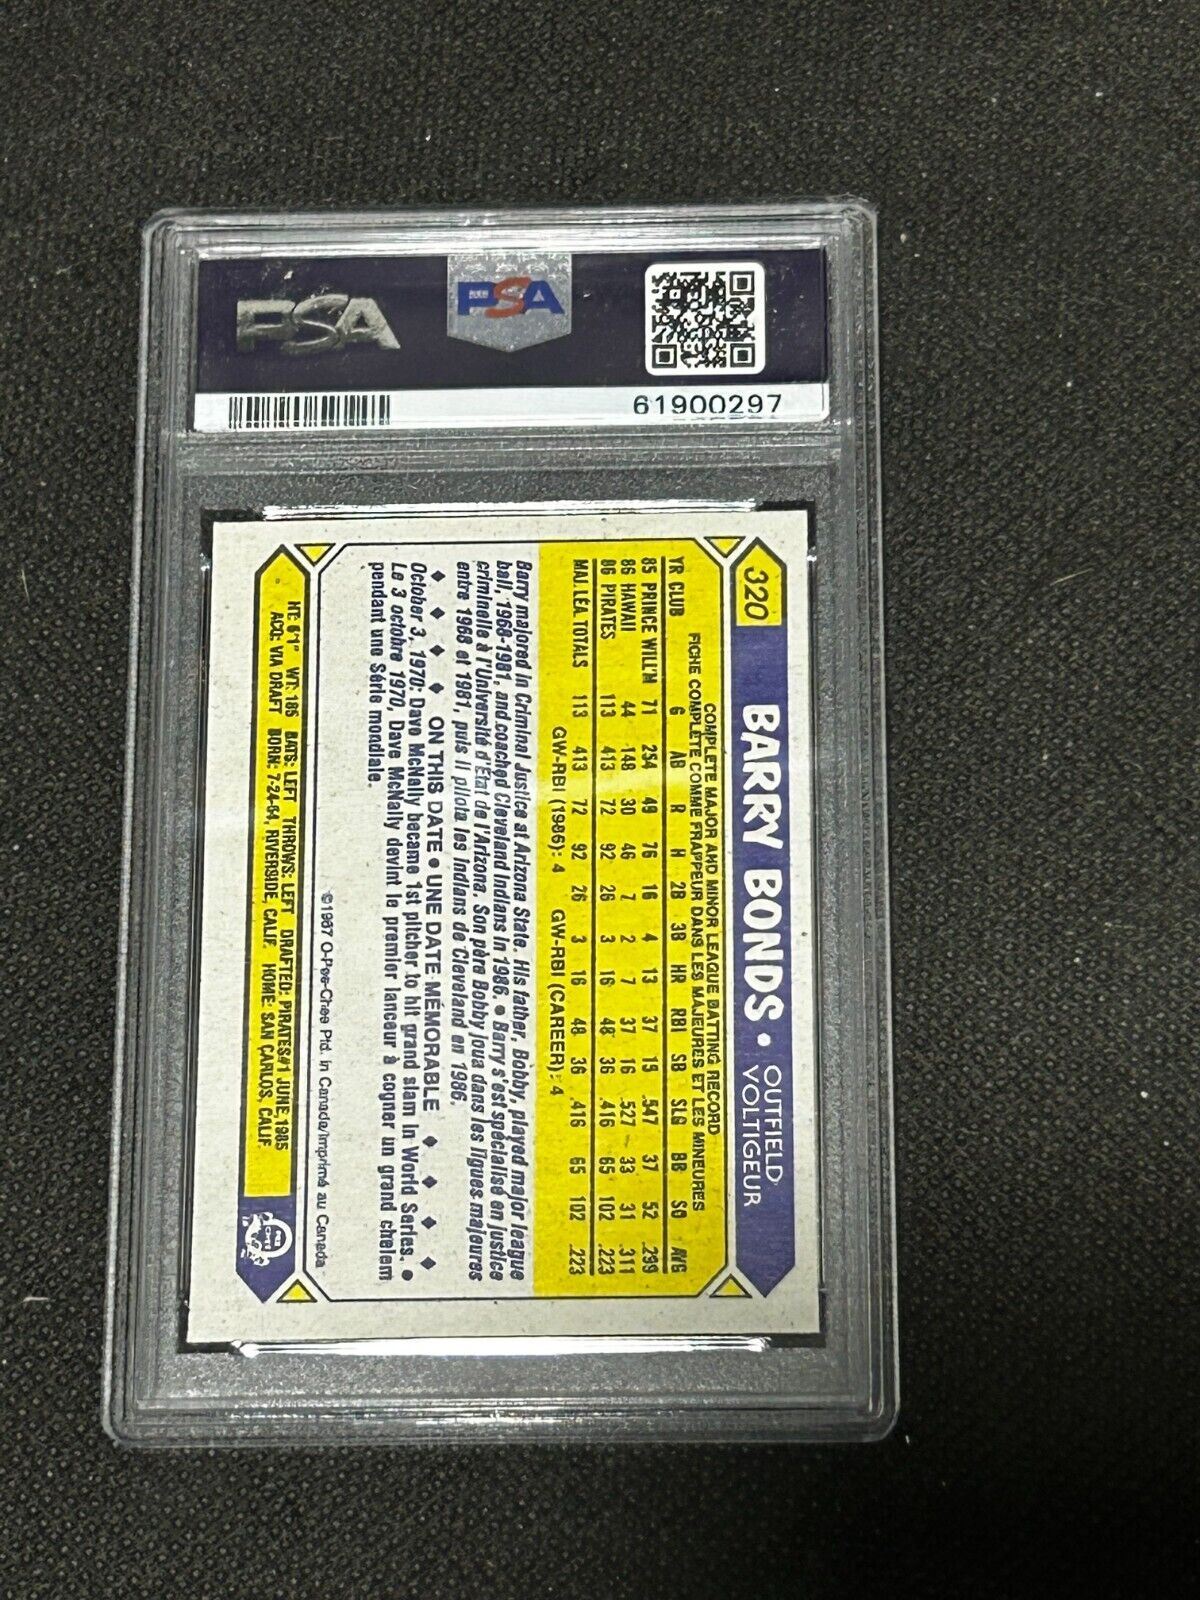 PSA
PSA
61900297
320 BARRY BONDS • OUTFIELD
VOLTIGEUR
COMPLETE MAJOR AND MINOR LEAGUE BATTING RECORD
FICHE COMPLÈTE COMME FRAPPEUR DANS LES MAJEURES ET LES MINEURES
YR CLUB G AB R H 2B 3B HR RBI SB SLG BB SO AVG
85 PRINCE WILL'M 71 254 49 76 16 4 13 37 15 .547 37 52 .299
86 HAWAII 44 148 30 46 7 2 7 37 16 .527 33 31 .311
86 PIRATES 113 413 72 92 26 3 16 48 36 .416 65 102 .223
MAJ. LEA. TOTALS 113 413 72 92 26 3 16 48 36 .416 65 102 .223
GW-RBI (1986): 4 GW-RBI (CAREER): 4
Barry majored in Criminal Justice at Arizona State. His father, Bobby, played major league
ball, 1968-1981, and coached Cleveland Indians in 1986. • Barry s'est spécialisé en justice
criminelle à l'Université d'Etat de l'Arizona. Son père Bobby joua dans les ligues majeures
entre 1968 et 1981, puis il pilota les Indians de Cleveland en 1986.
♦ ♦ ♦ ♦ ON THIS DATE • UNE DATE MÉMORABLE ♦ ♦ ♦ ♦
October 3, 1970: Dave McNally became 1st pitcher to hit grand slam in World Series. •
Le 3 octobre 1970, Dave McNally devint le premier lanceur à cogner un grand chelem
pendant une Série mondiale.
©1987 O-Pee-Chee Ptd. in Canada/Imprimé au Canada
HT: 6'1" WT: 185 BATS: LEFT THROWS: LEFT DRAFTED: PIRATES#1 JUNE, 1985
ACQ: VIA DRAFT BORN: 7-24-64, RIVERSIDE, CALIF. HOME: SAN CARLOS, CALIF.